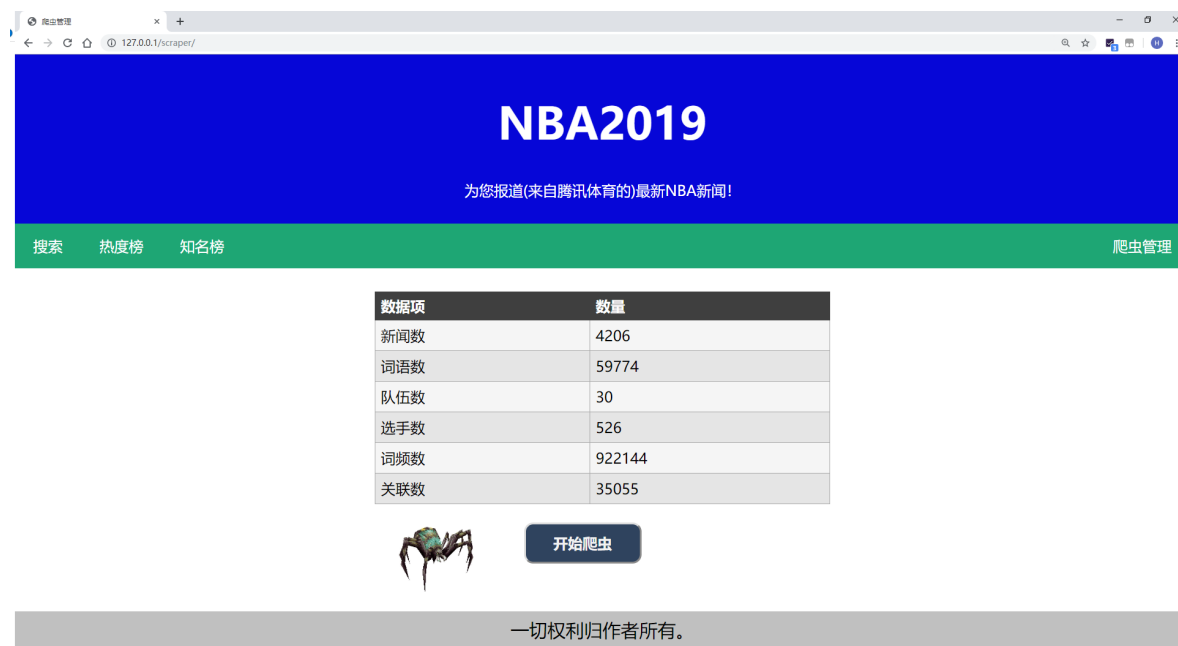 爬虫管理
127.0.0.1/scraper/
NBA2019
为您报道(来自腾讯体育的)最新NBA新闻!
搜索 热度榜 知名榜 爬虫管理
数据项 数量
新闻数 4206
词语数 59774
队伍数 30
选手数 526
词频数 922144
关联数 35055
开始爬虫
一切权利归作者所有。